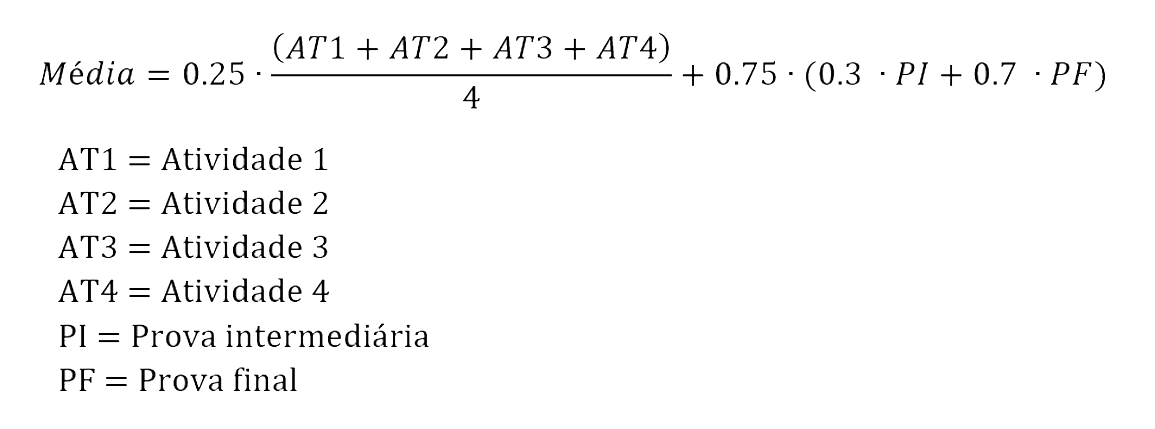 Média = 0.25 · (AT1 + AT2 + AT3 + AT4) / 4 + 0.75 · (0.3 · PI + 0.7 · PF)
AT1 = Atividade 1
AT2 = Atividade 2
AT3 = Atividade 3
AT4 = Atividade 4
PI = Prova intermediária
PF = Prova final